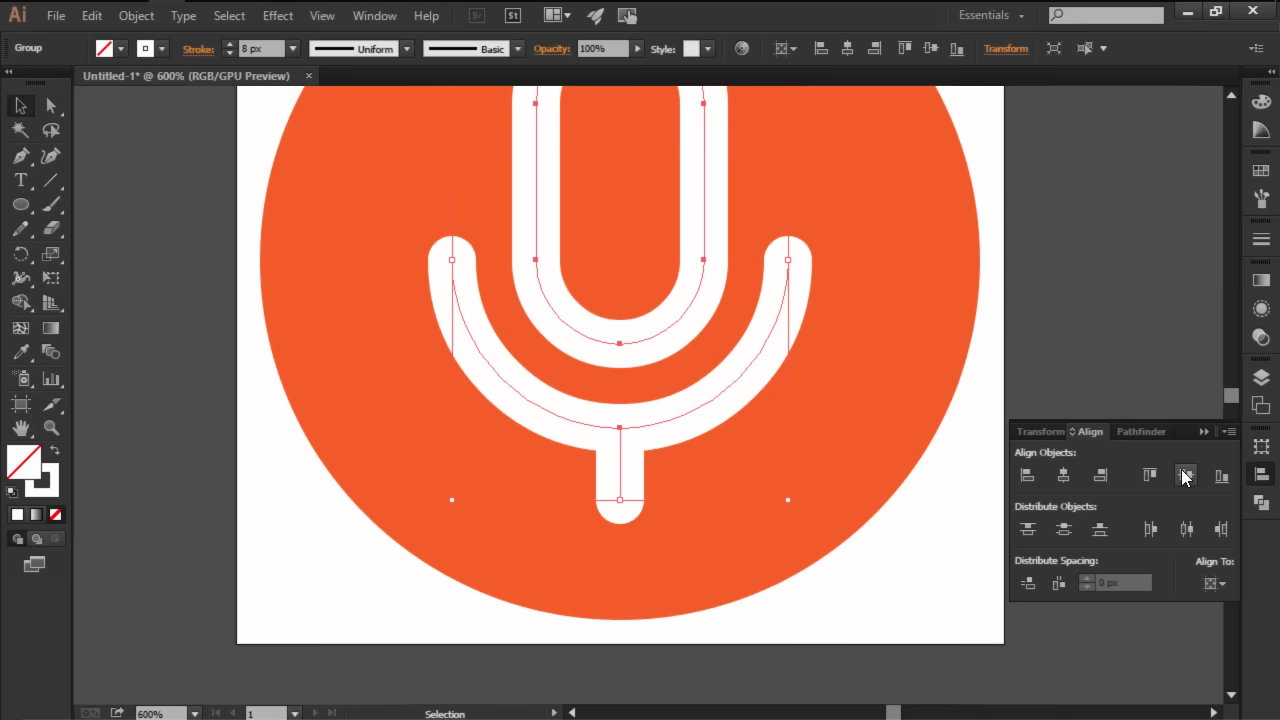 Ai File Edit Object Type Select Effect View Window Help Br St Essentials
Group Stroke: 8 px Uniform Basic Opacity: 100% Style: Transform
Untitled-1* @ 600% (RGB/GPU Preview) ×
Transform Align Pathfinder
Align Objects:
Distribute Objects:
Distribute Spacing: Align To:
0 px
600% 1 Selection